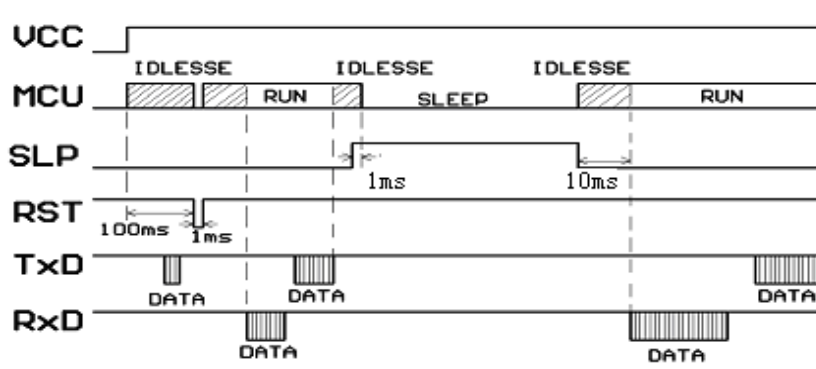 VCC
IDLESSE IDLESSE IDLESSE
MCU RUN SLEEP RUN
SLP
1ms 10ms
RST
100ms 1ms
TxD
DATA DATA DATA
RxD
DATA DATA